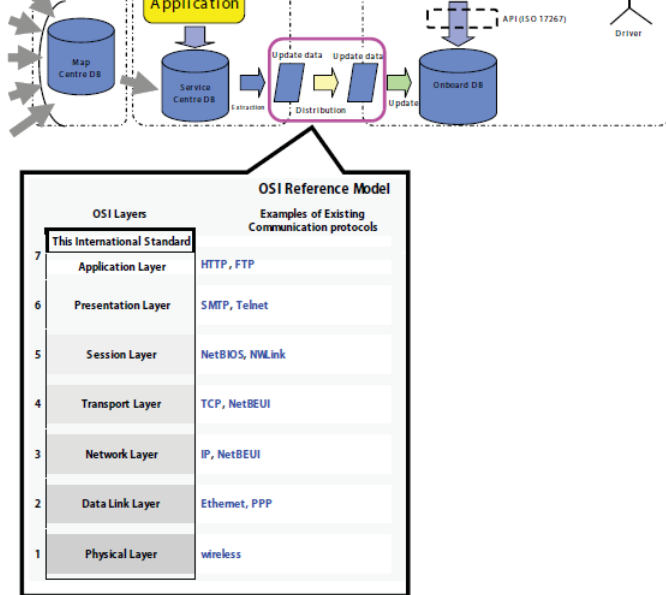 Application
API (ISO 17267)
Driver
Map
Centre DB
Service
Centre DB
Extraction
Update data
Update data
Distribution
Update
Onboard DB
OSI Reference Model
OSI Layers
Examples of Existing
Communication protocols
This International Standard
7
Application Layer
HTTP, FTP
6
Presentation Layer
SMTP, Telnet
5
Session Layer
NetBIOS, NWLink
4
Transport Layer
TCP, NetBEUI
3
Network Layer
IP, NetBEUI
2
Data Link Layer
Ethernet, PPP
1
Physical Layer
wireless